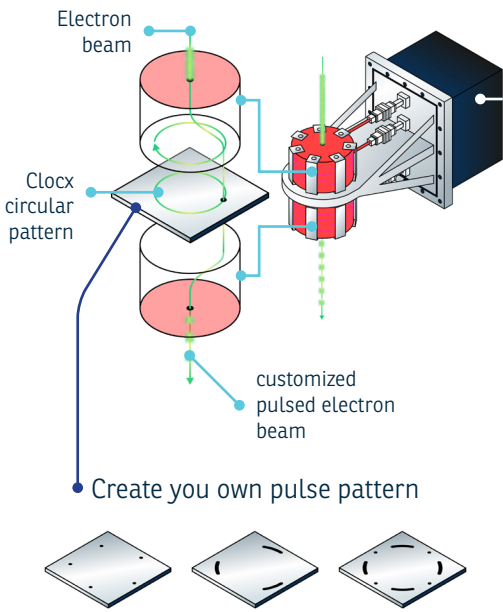 Electron
beam
Clocx
circular
pattern
customized
pulsed electron
beam
Create you own pulse pattern